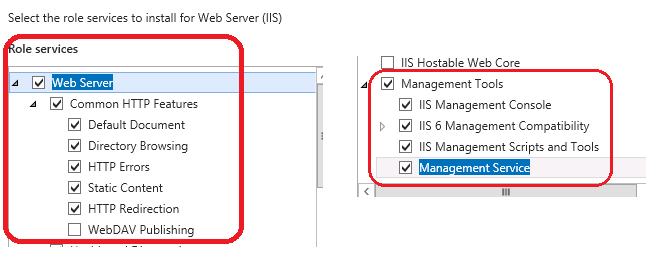 Select the role services to install for Web Server (IIS)
Role services
Web Server
Common HTTP Features
Default Document
Directory Browsing
HTTP Errors
Static Content
HTTP Redirection
WebDAV Publishing
IIS Hostable Web Core
Management Tools
IIS Management Console
IIS 6 Management Compatibility
IIS Management Scripts and Tools
Management Service